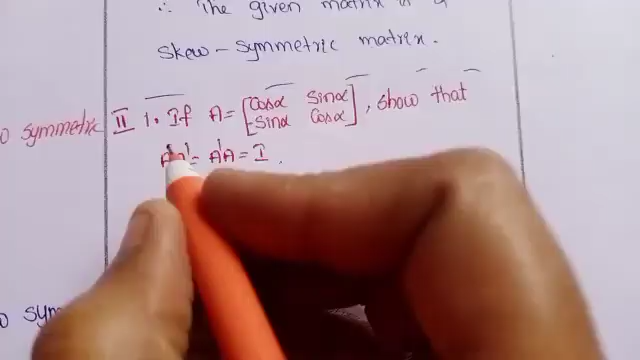 ∴ The given matrix is a
skew-symmetric matrix.
symmetric II 1. If A = [Cosα Sinα
-Sinα Cosα], show that
AA' = A'A = I.